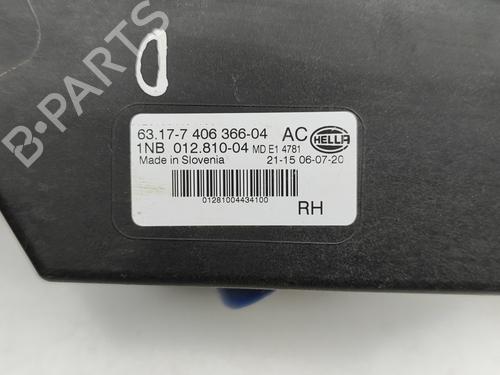 B-PARTS
63.17-7 406 366-04 AC HELLA
1NB 012.810-04 MD E1 4781
Made in Slovenia 21-15 06-07-20
01281004434100
RH